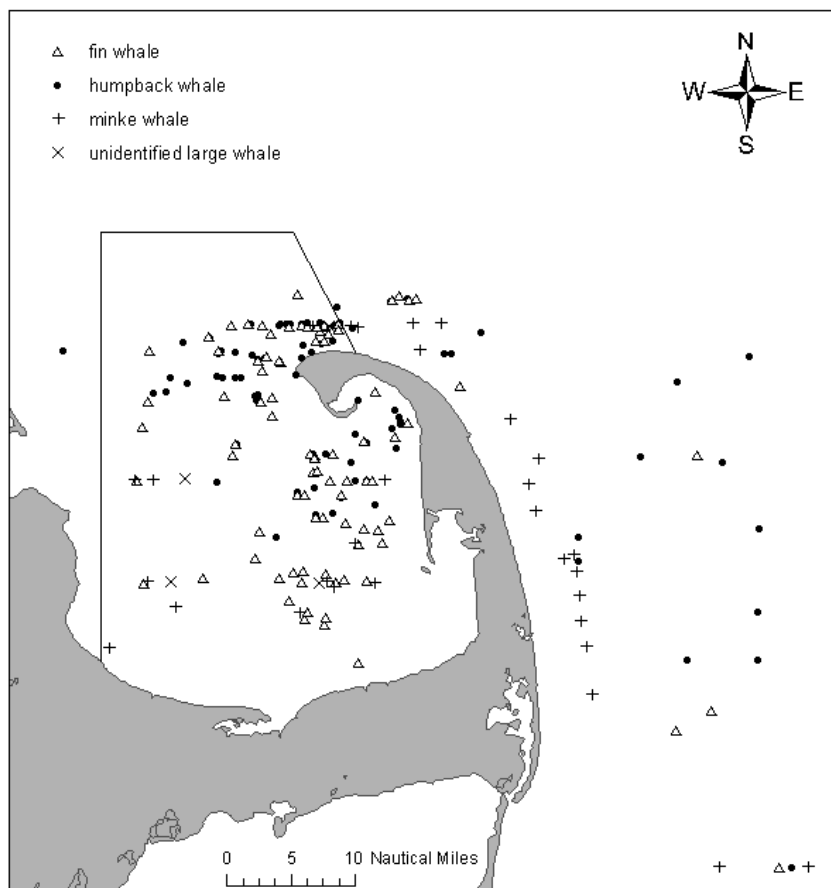 fin whale
humpback whale
minke whale
unidentified large whale
N
W E
S
0 5 10 Nautical Miles